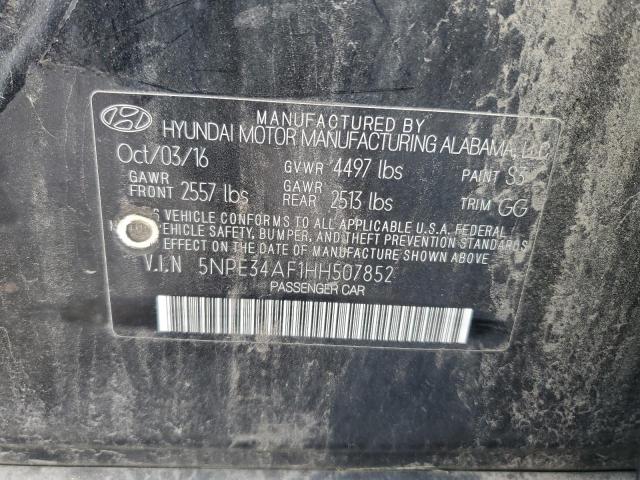 MANUFACTURED BY
HYUNDAI MOTOR MANUFACTURING ALABAMA, LLC
Oct/03/16 GVWR 4497 lbs PAINT S3
GAWR FRONT 2557 lbs GAWR REAR 2513 lbs TRIM GG
VEHICLE CONFORMS TO ALL APPLICABLE U.S.A. FEDERAL
VEHICLE SAFETY, BUMPER, AND THEFT PREVENTION STANDARDS
EFFECT ON THE DATE OF MANUFACTURE SHOWN ABOVE.
V.I.N 5NPE34AF1HH507852
PASSENGER CAR